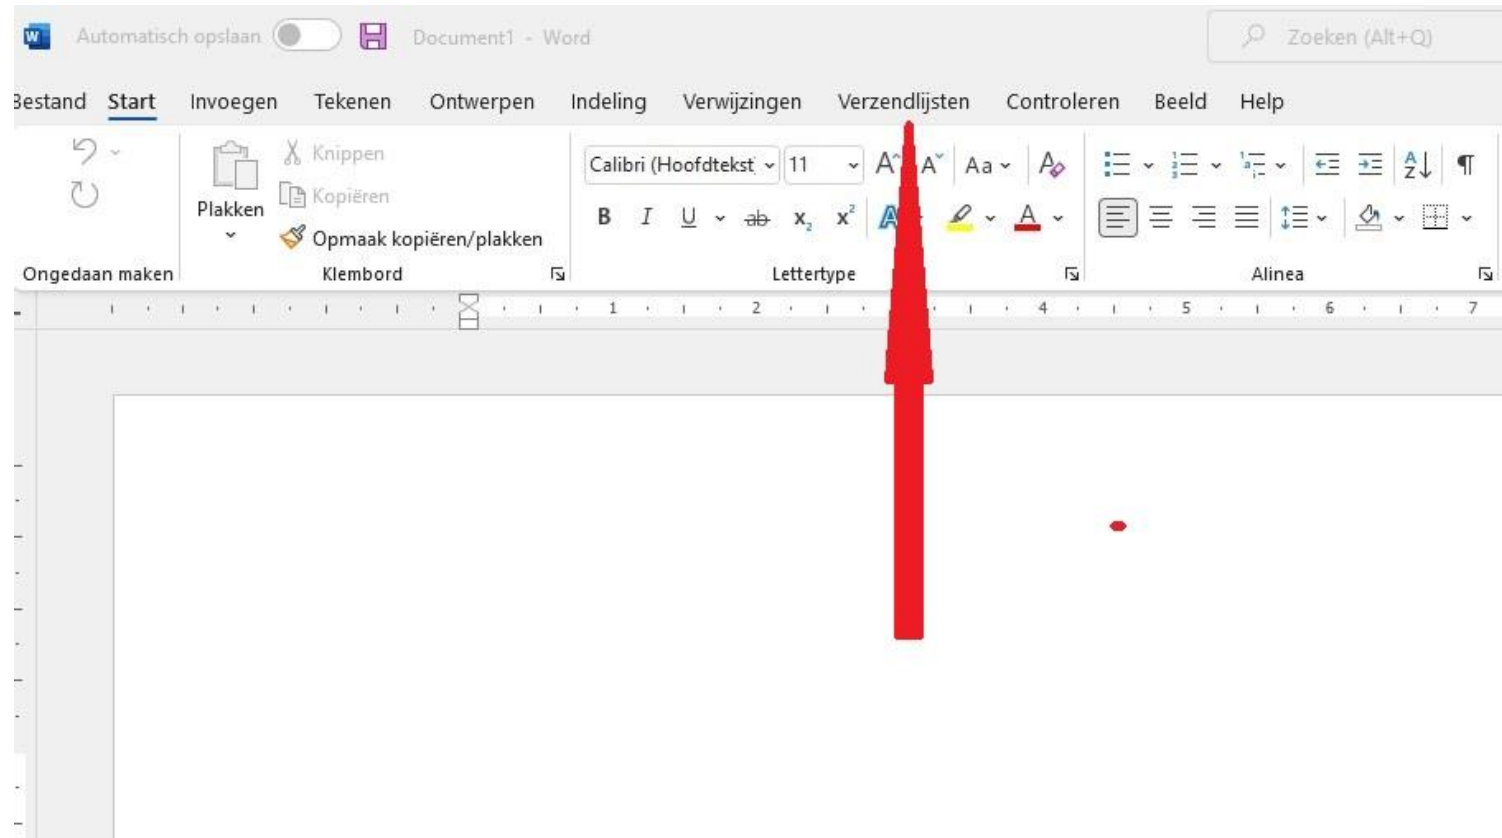 Automatisch opslaan Document1 - Word Zoeken (Alt+Q)
Bestand Start Invoegen Tekenen Ontwerpen Indeling Verwijzingen Verzendlijsten Controleren Beeld Help
Knippen
Kopiëren
Plakken
Opmaak kopiëren/plakken
Calibri (Hoofdtekst 11 Aa
B I U ab x₂ x²
Ongedaan maken Klembord Lettertype Alinea
1 2 4 5 6 7